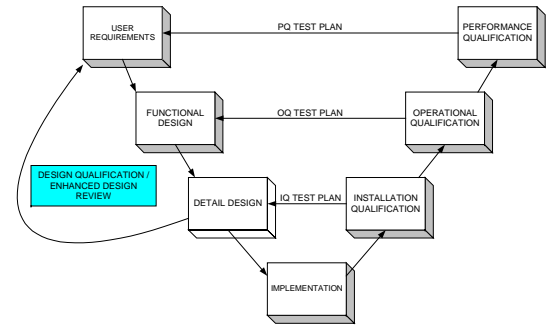 USER
REQUIREMENTS
PQ TEST PLAN
PERFORMANCE
QUALIFICATION
FUNCTIONAL
DESIGN
OQ TEST PLAN
OPERATIONAL
QUALIFICATION
DESIGN QUALIFICATION /
ENHANCED DESIGN
REVIEW
DETAIL DESIGN
IQ TEST PLAN
INSTALLATION
QUALIFICATION
IMPLEMENTATION